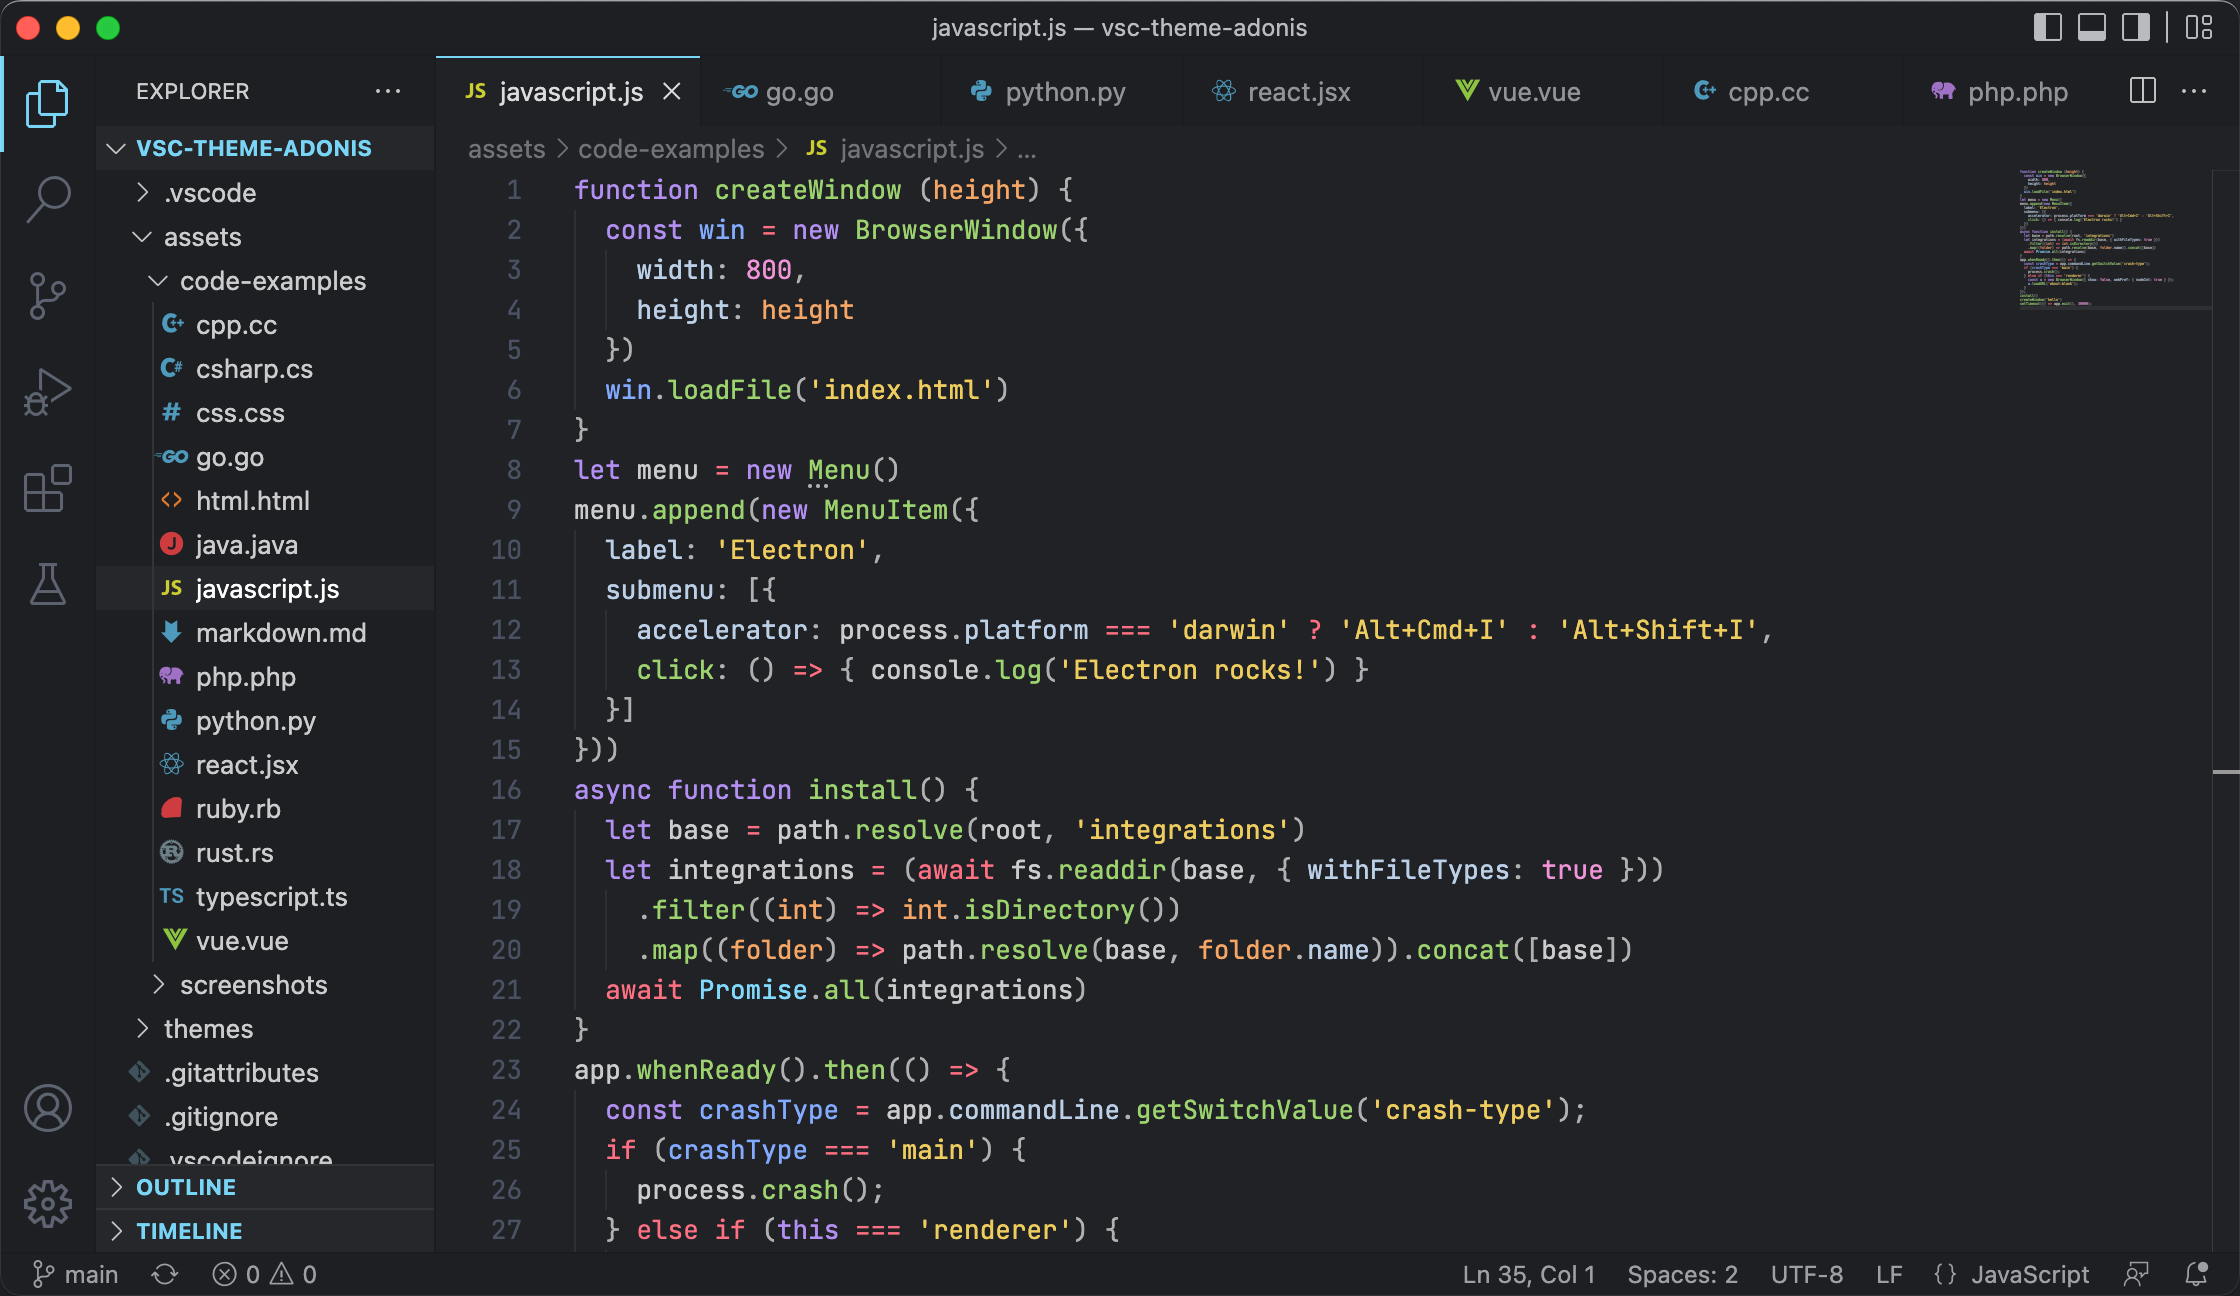 javascript.js — vsc-theme-adonis
EXPLORER
JS javascript.js
GO go.go
python.py
react.jsx
vue.vue
C+ cpp.cc
php.php
VSC-THEME-ADONIS
.vscode
assets
code-examples
C+ cpp.cc
C# csharp.cs
# css.css
GO go.go
<> html.html
J java.java
JS javascript.js
markdown.md
php.php
python.py
react.jsx
ruby.rb
R rust.rs
TS typescript.ts
vue.vue
screenshots
themes
.gitattributes
.gitignore
.vscodeignore
OUTLINE
TIMELINE
assets > code-examples > JS javascript.js > ...
1 function createWindow (height) {
2   const win = new BrowserWindow({
3     width: 800,
4     height: height
5   })
6   win.loadFile('index.html')
7 }
8 let menu = new Menu()
9 menu.append(new MenuItem({
10   label: 'Electron',
11   submenu: [{
12     accelerator: process.platform === 'darwin' ? 'Alt+Cmd+I' : 'Alt+Shift+I',
13     click: () => { console.log('Electron rocks!') }
14   }]
15 }))
16 async function install() {
17   let base = path.resolve(root, 'integrations')
18   let integrations = (await fs.readdir(base, { withFileTypes: true }))
19     .filter((int) => int.isDirectory())
20     .map((folder) => path.resolve(base, folder.name)).concat([base])
21   await Promise.all(integrations)
22 }
23 app.whenReady().then(() => {
24   const crashType = app.commandLine.getSwitchValue('crash-type');
25   if (crashType === 'main') {
26     process.crash();
27   } else if (this === 'renderer') {
main
0 0
Ln 35, Col 1
Spaces: 2
UTF-8
LF
{} JavaScript